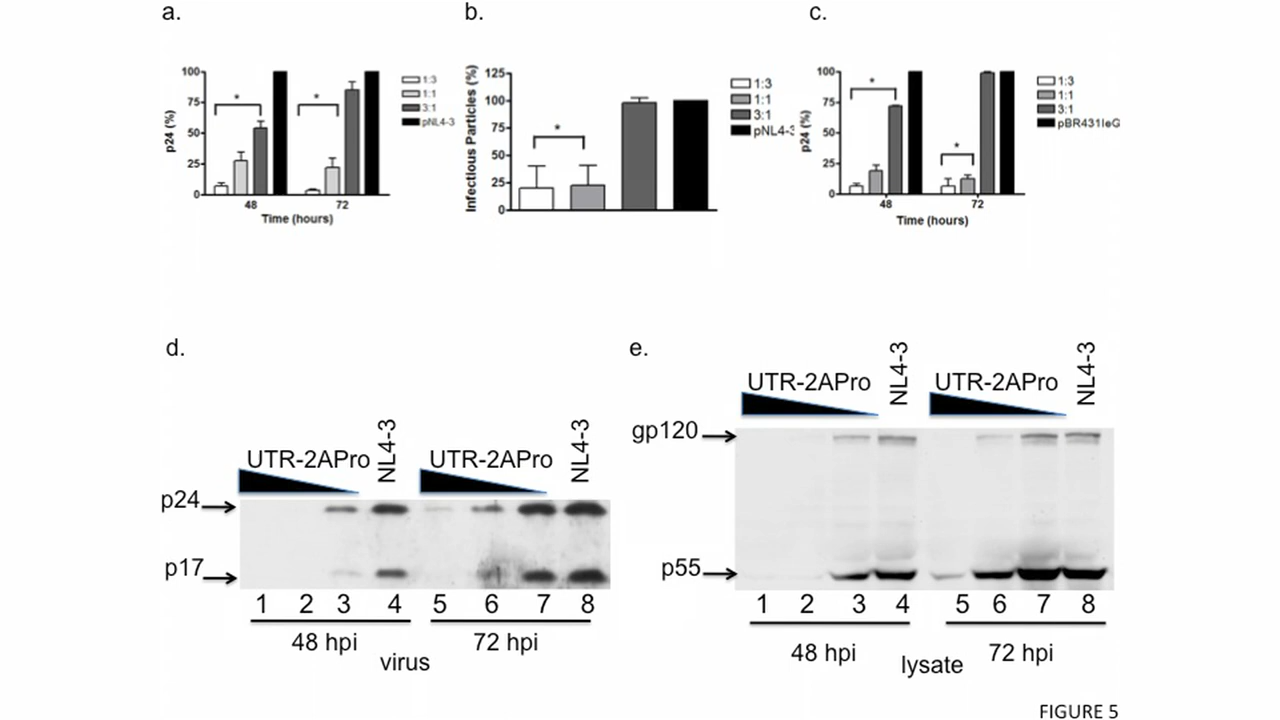 a.
100
75
50
25
0
p24 (%)
*
*
48
72
Time (hours)
1:3
1:1
3:1
pNL4-3
b.
125
100
75
50
25
0
Infectious Particles (%)
*
1:3
1:1
3:1
pNL4-3
c.
100
75
50
25
0
p24 (%)
*
*
48
72
Time (hours)
1:3
1:1
3:1
pBR43IeG
d.
UTR-2APro
NL4-3
UTR-2APro
NL4-3
p24
p17
1 2 3 4 5 6 7 8
48 hpi
72 hpi
virus
e.
UTR-2APro
NL4-3
UTR-2APro
NL4-3
gp120
p55
1 2 3 4 5 6 7 8
48 hpi
72 hpi
lysate
FIGURE 5